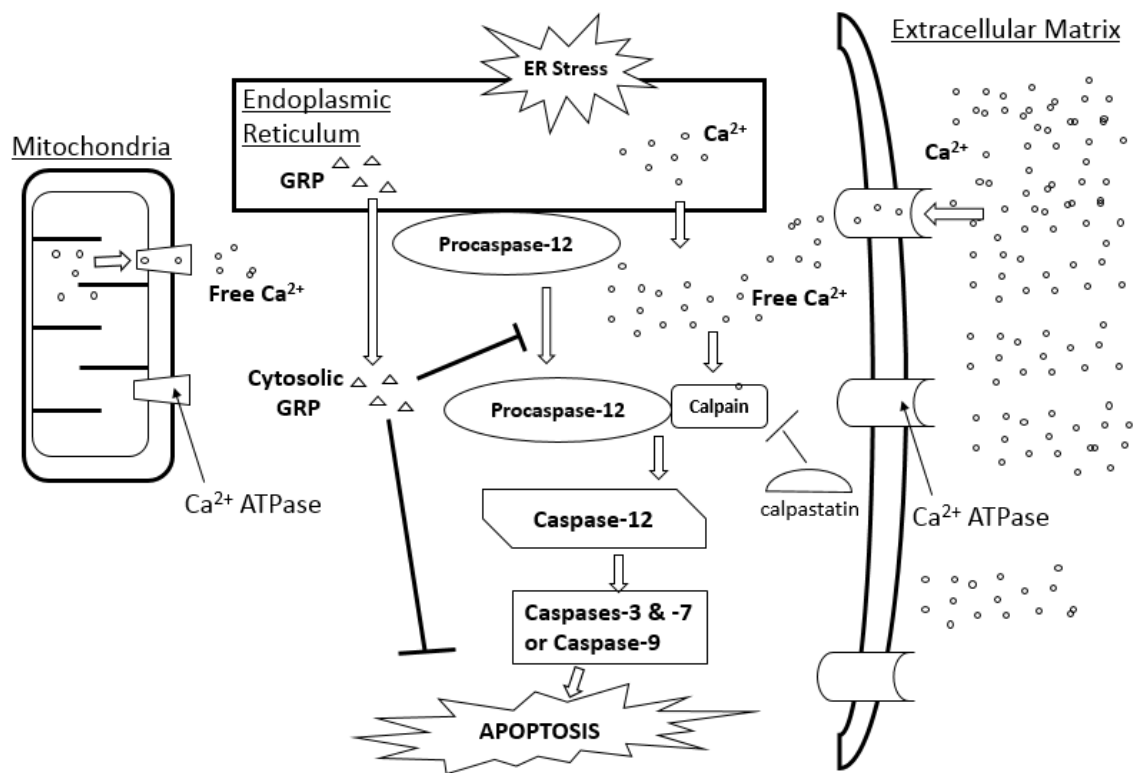 Extracellular Matrix
ER Stress
Endoplasmic
Reticulum
Ca²⁺
Mitochondria
GRP
Ca²⁺
Procaspase-12
Free Ca²⁺
Free Ca²⁺
Cytosolic
GRP
Procaspase-12
Calpain
Ca²⁺ ATPase
calpastatin
Ca²⁺ ATPase
Caspase-12
Caspases-3 & -7
or Caspase-9
APOPTOSIS